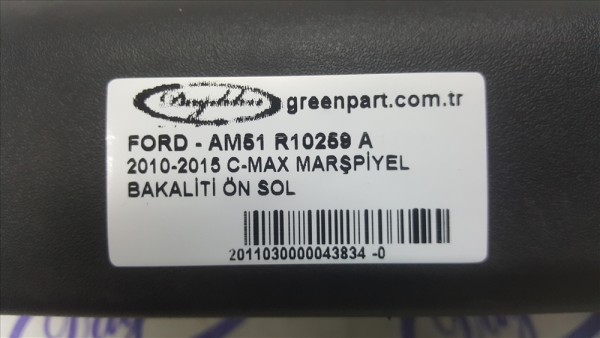 greenpart.com.tr
FORD - AM51 R10259 A
2010-2015 C-MAX MARŞPİYEL
BAKALİTİ ÖN SOL
2011030000043834 -0